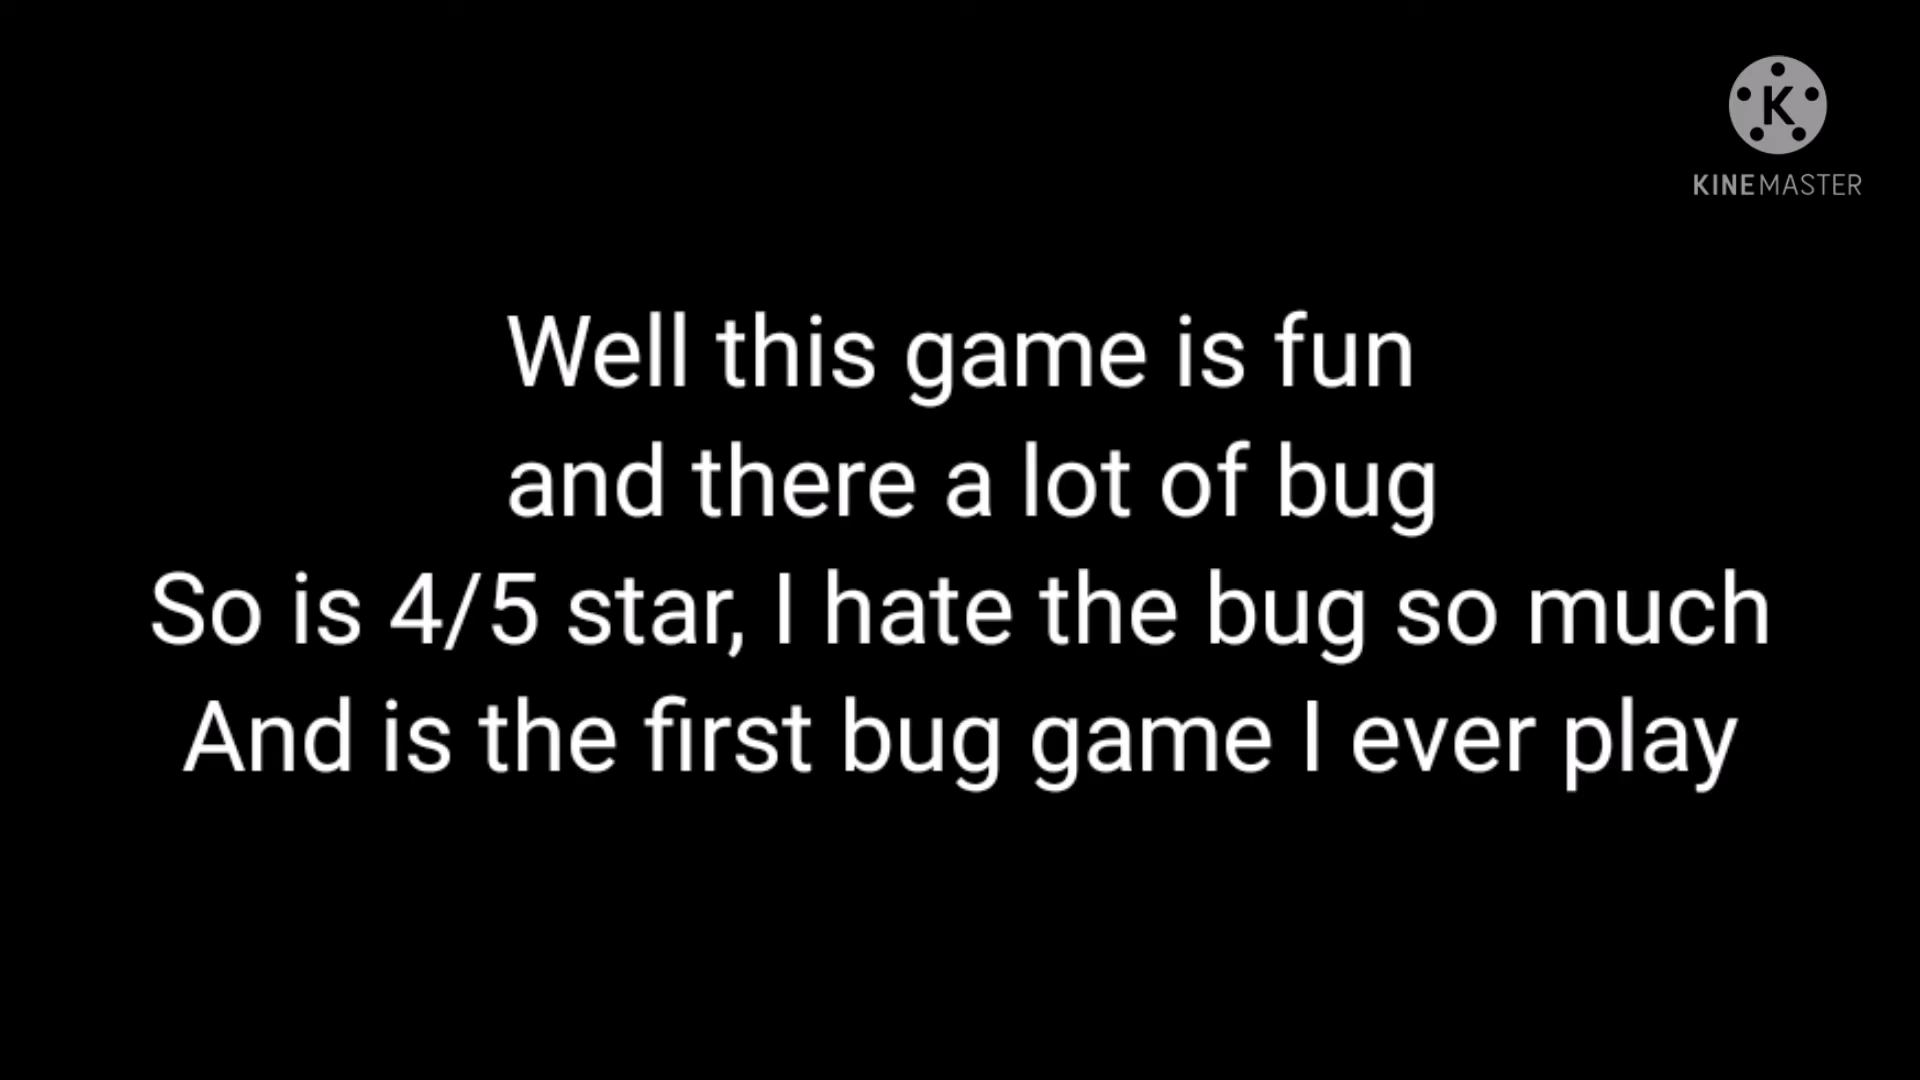 K
KINEMASTER
Well this game is fun
and there a lot of bug
So is 4/5 star, I hate the bug so much
And is the first bug game I ever play